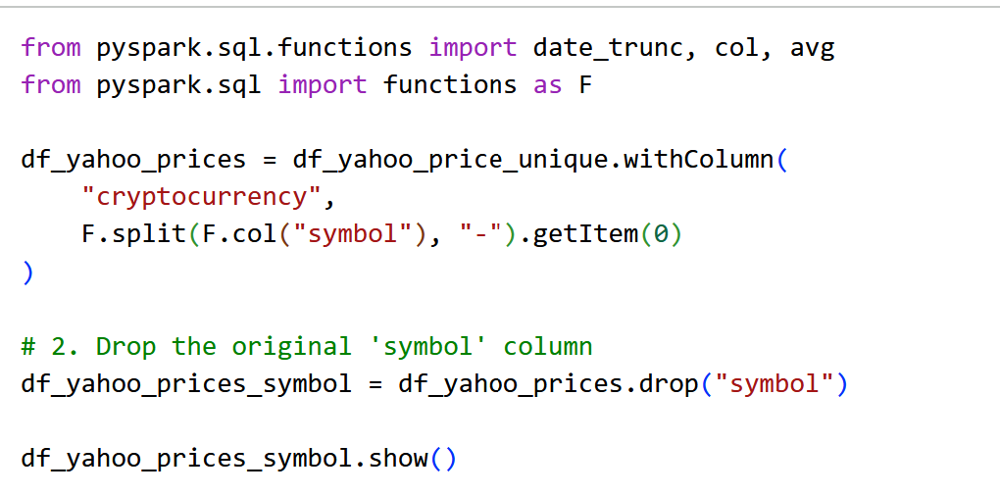 from pyspark.sql.functions import date_trunc, col, avg
from pyspark.sql import functions as F
df_yahoo_prices = df_yahoo_price_unique.withColumn(
    "cryptocurrency",
    F.split(F.col("symbol"), "-").getItem(0)
)
# 2. Drop the original 'symbol' column
df_yahoo_prices_symbol = df_yahoo_prices.drop("symbol")
df_yahoo_prices_symbol.show()